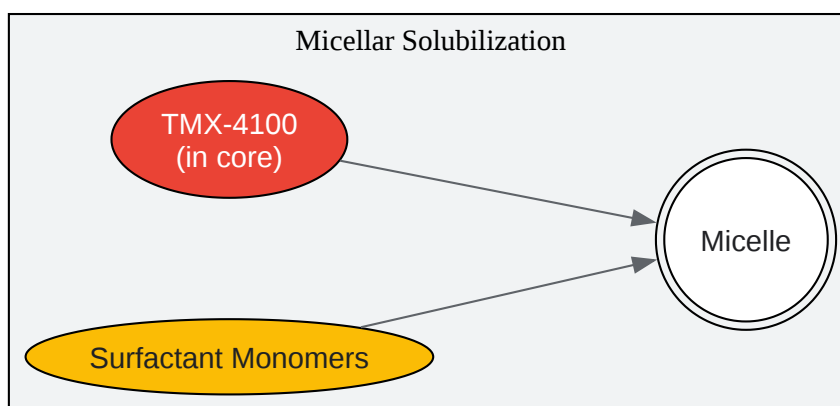 Micellar Solubilization
TMX-4100
(in core)
Micelle
Surfactant Monomers